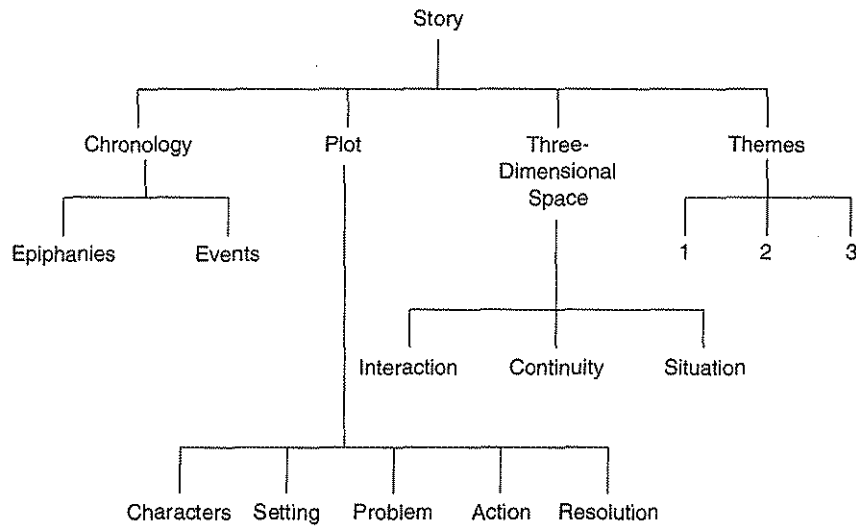 Story
Chronology
Plot
Three-
Dimensional
Space
Themes
Epiphanies
Events
1
2
3
Interaction
Continuity
Situation
Characters
Setting
Problem
Action
Resolution